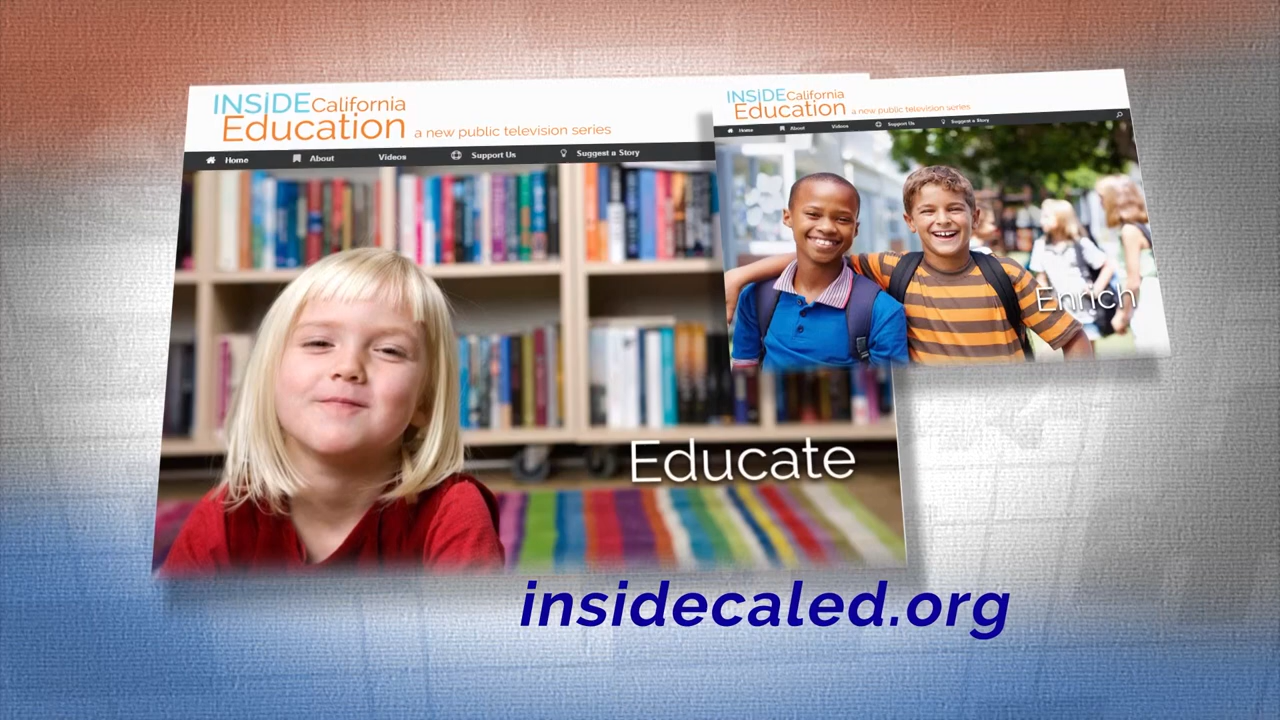 INSiDE California
Education a new public television series
Home About Videos Support Us Suggest a Story
Educate
INSiDE California
Education a new public television series
Home About Videos Support Us Suggest a Story
Enrich
insidecaled.org